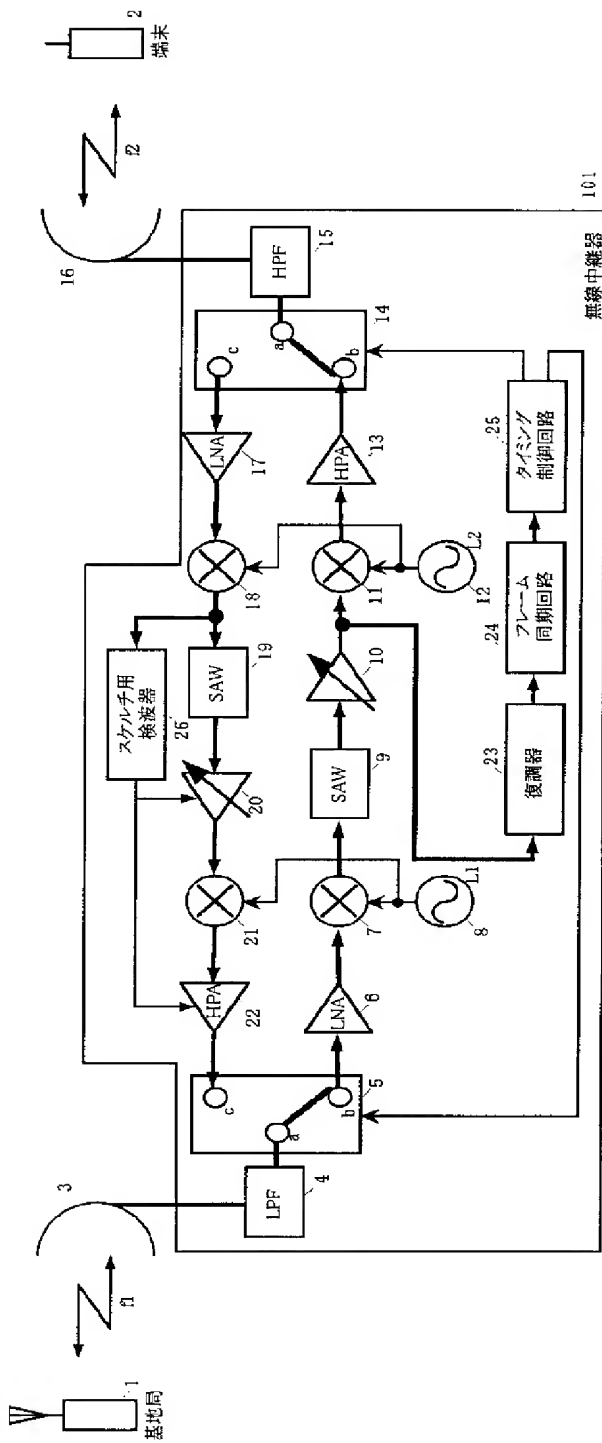 1
基地局
f1
3
LPF
4
a
b
c
5
LNA
6
7
8
L1
SAW
9
10
11
12
L2
HPA
13
a
b
c
14
HPF
15
16
f2
2
端末
LNA
17
18
SAW
19
20
21
HPA
22
スケルチ用
検波器
26
復調器
23
フレーム
同期回路
24
タイミング
制御回路
25
101
無線中継器